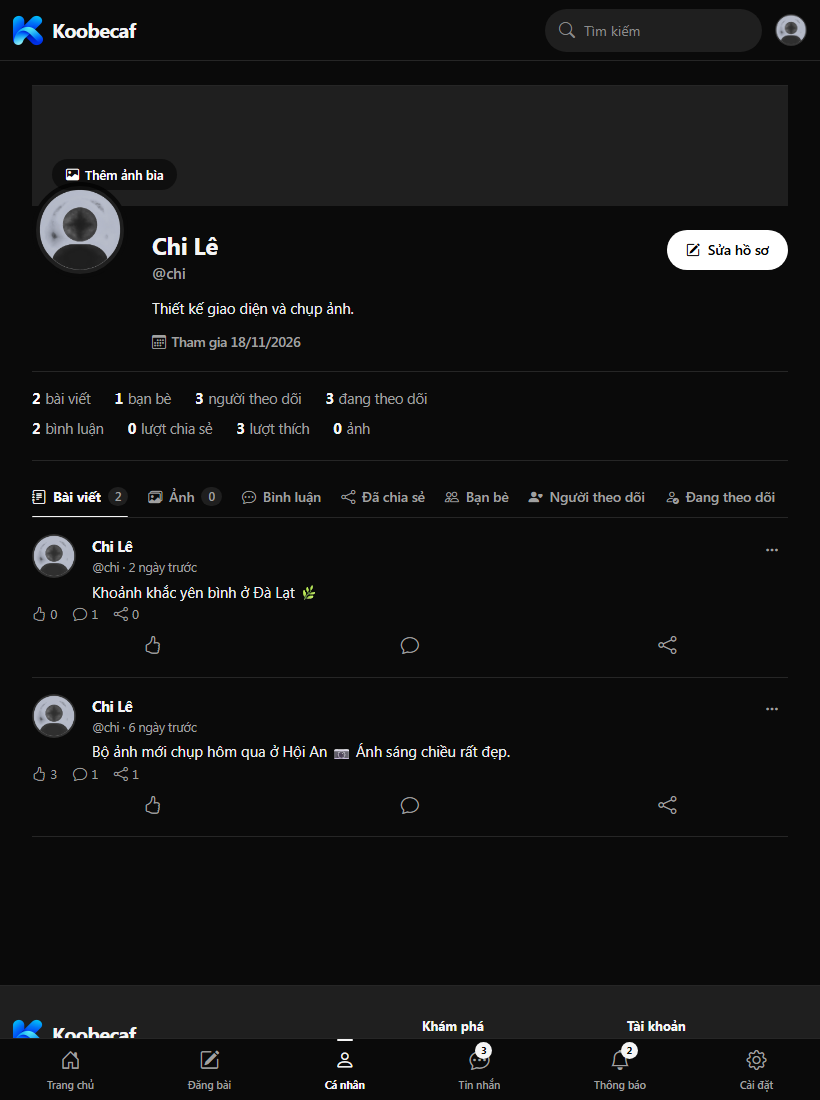 Koobecaf
Tìm kiếm
Thêm ảnh bìa
Chi Lê
Sửa hồ sơ
@chi
Thiết kế giao diện và chụp ảnh.
Tham gia 18/11/2026
2 bài viết 1 bạn bè 3 người theo dõi 3 đang theo dõi
2 bình luận 0 lượt chia sẻ 3 lượt thích 0 ảnh
Bài viết 2 Ảnh 0 Bình luận Đã chia sẻ Bạn bè Người theo dõi Đang theo dõi
Chi Lê
@chi · 2 ngày trước
Khoảnh khắc yên bình ở Đà Lạt 🌿
0 1 0
Chi Lê
@chi · 6 ngày trước
Bộ ảnh mới chụp hôm qua ở Hội An 📷 Ánh sáng chiều rất đẹp.
3 1 1
Koobecaf
Khám phá Tài khoản
3 2
Trang chủ Đăng bài Cá nhân Tin nhắn Thông báo Cài đặt